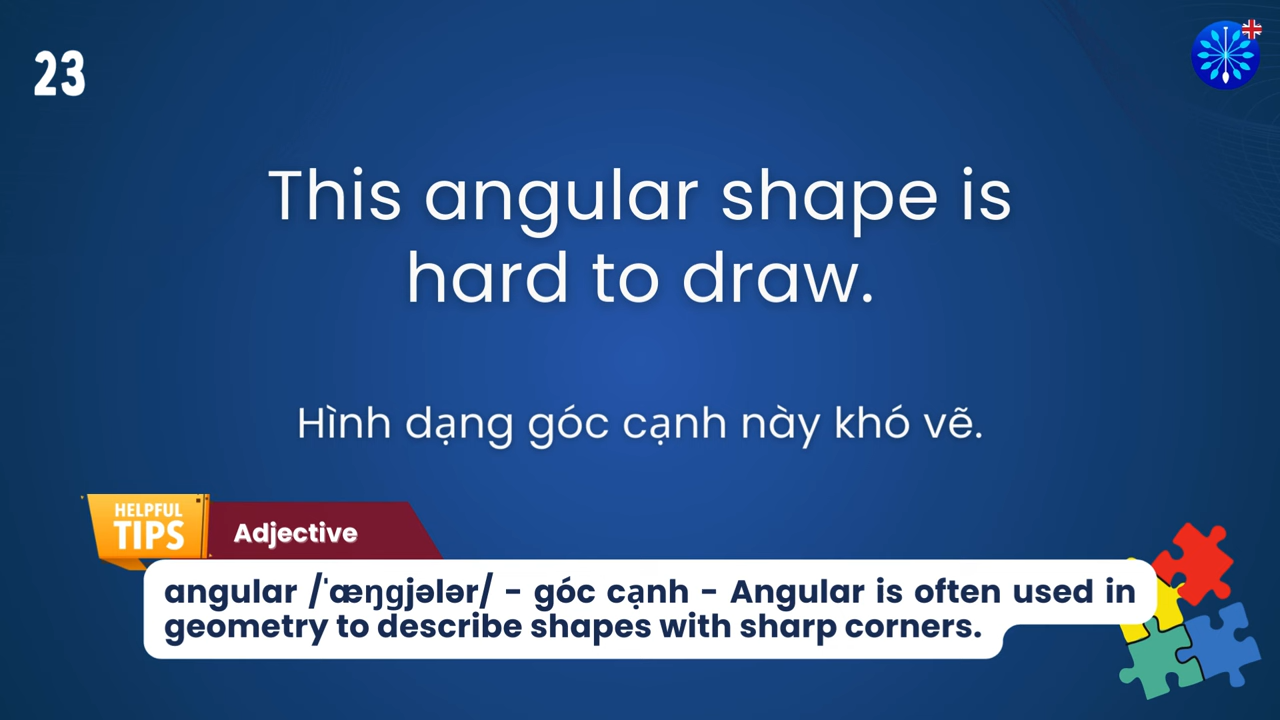 23
This angular shape is
hard to draw.
Hình dạng góc cạnh này khó vẽ.
HELPFUL
TIPS
Adjective
angular /ˈæŋɡjələr/ - góc cạnh - Angular is often used in
geometry to describe shapes with sharp corners.